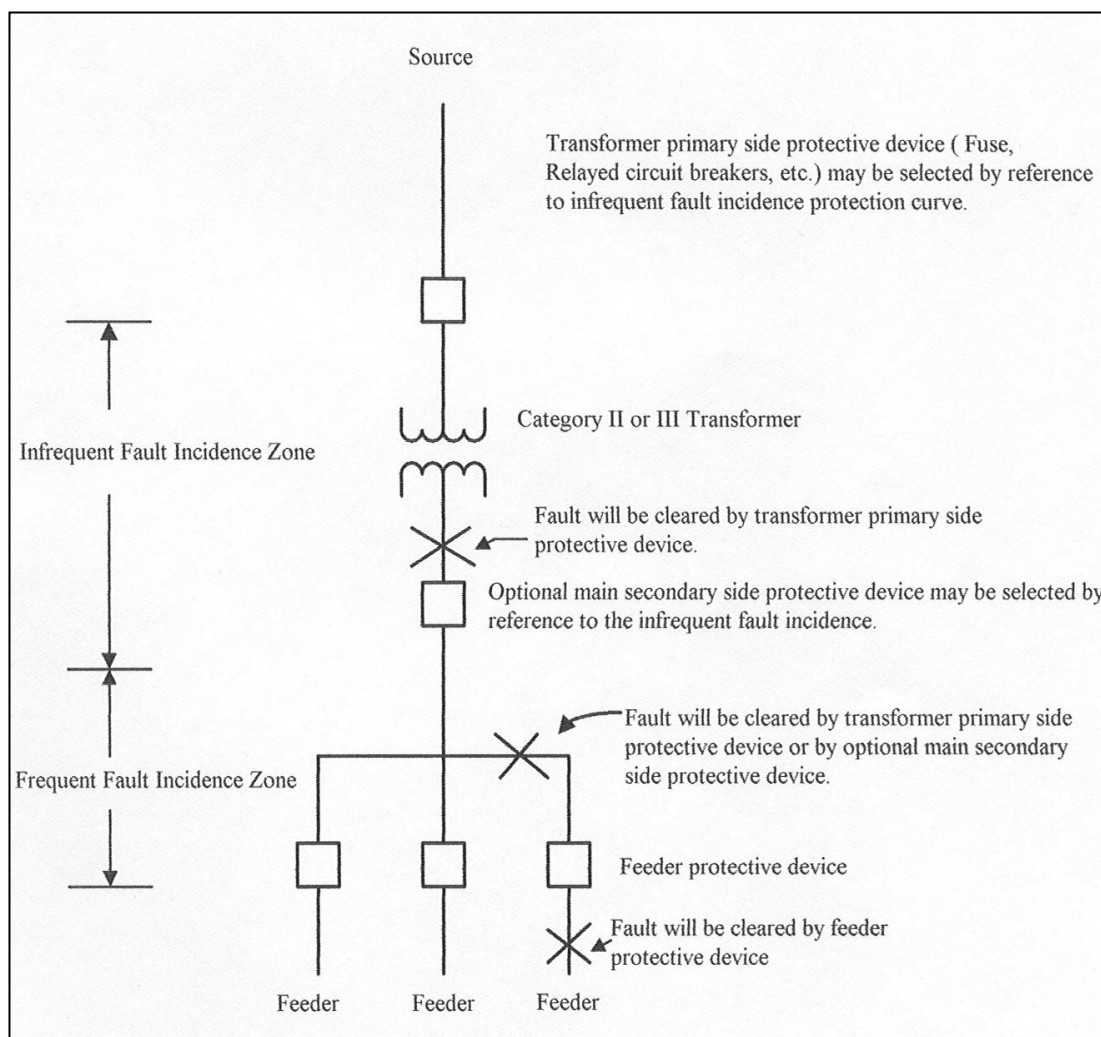 Source
Transformer primary side protective device ( Fuse,
Relayed circuit breakers, etc.) may be selected by reference
to infrequent fault incidence protection curve.
Category II or III Transformer
Infrequent Fault Incidence Zone
Fault will be cleared by transformer primary side
protective device.
Optional main secondary side protective device may be selected by
reference to the infrequent fault incidence.
Fault will be cleared by transformer primary side
protective device or by optional main secondary
side protective device.
Frequent Fault Incidence Zone
Feeder protective device
Fault will be cleared by feeder
protective device
Feeder
Feeder
Feeder